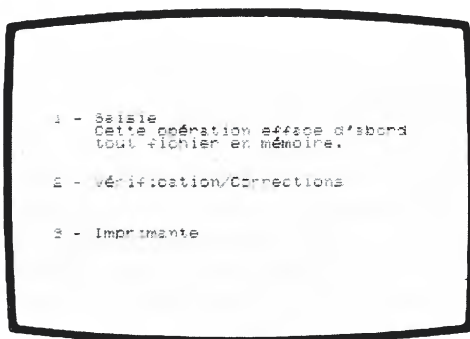 1 - Saisie
Cette opération efface d'abord
tout fichier en mémoire.
2 - Vérification/Corrections
3 - Imprimante